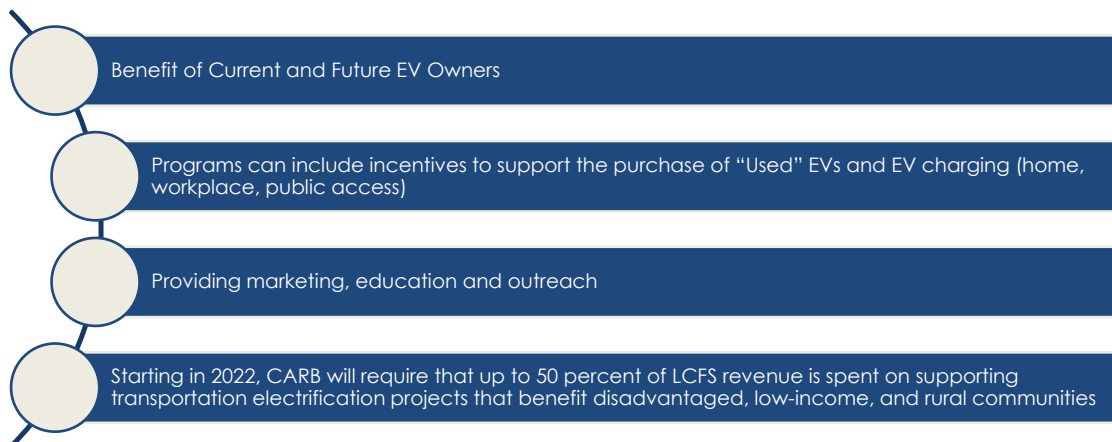 Benefit of Current and Future EV Owners
Programs can include incentives to support the purchase of “Used” EVs and EV charging (home,
workplace, public access)
Providing marketing, education and outreach
Starting in 2022, CARB will require that up to 50 percent of LCFS revenue is spent on supporting
transportation electrification projects that benefit disadvantaged, low-income, and rural communities